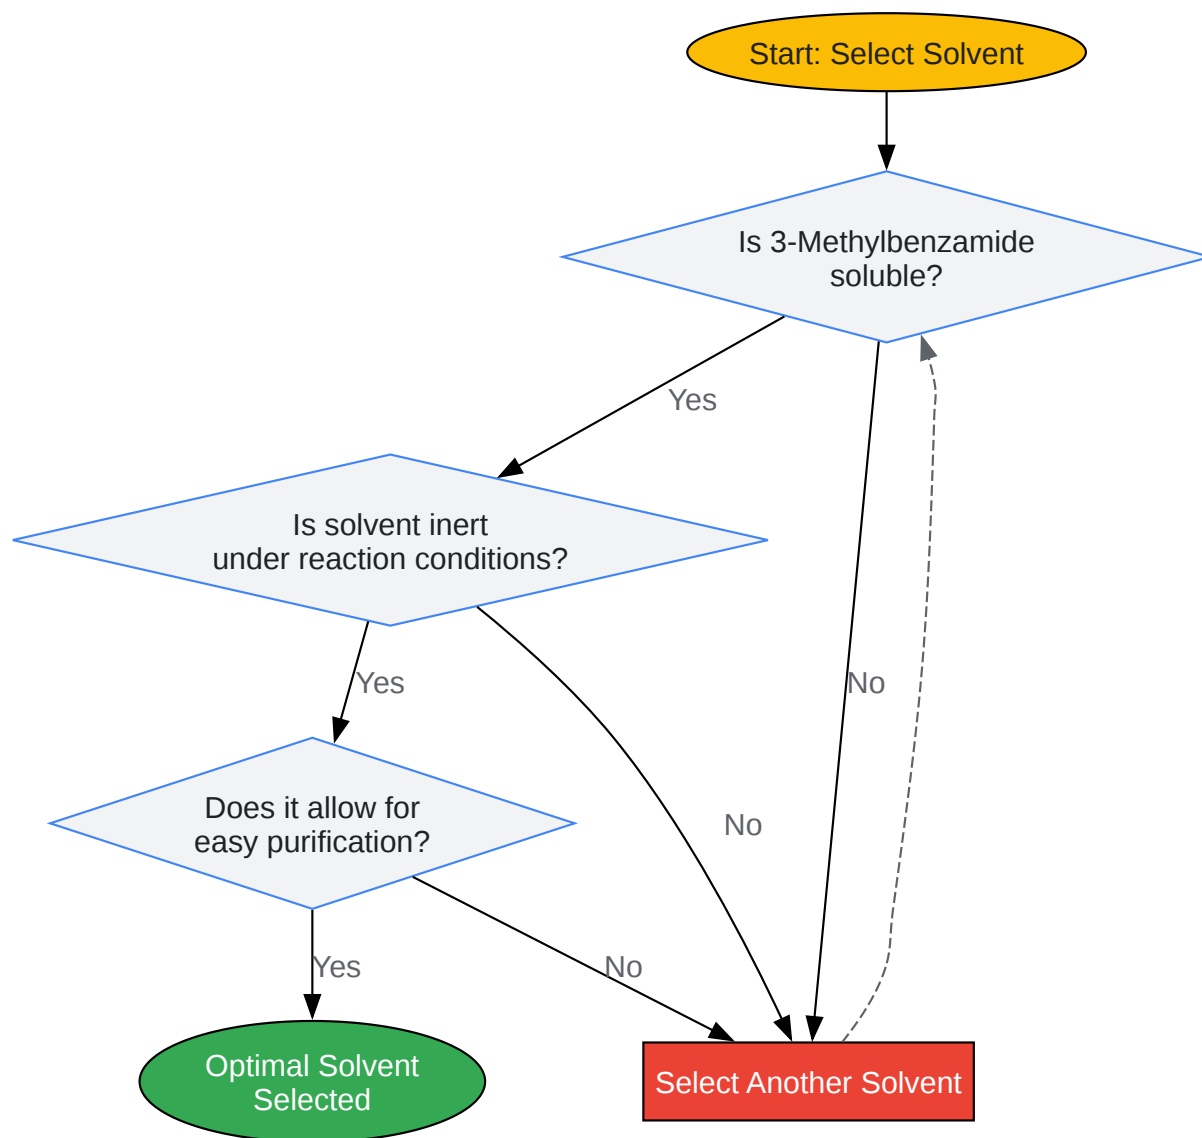 Start: Select Solvent
Is 3-Methylbenzamide
soluble?
Yes
Is solvent inert
under reaction conditions?
Yes
No
Does it allow for
easy purification?
No
Yes
No
Optimal Solvent
Selected
Select Another Solvent